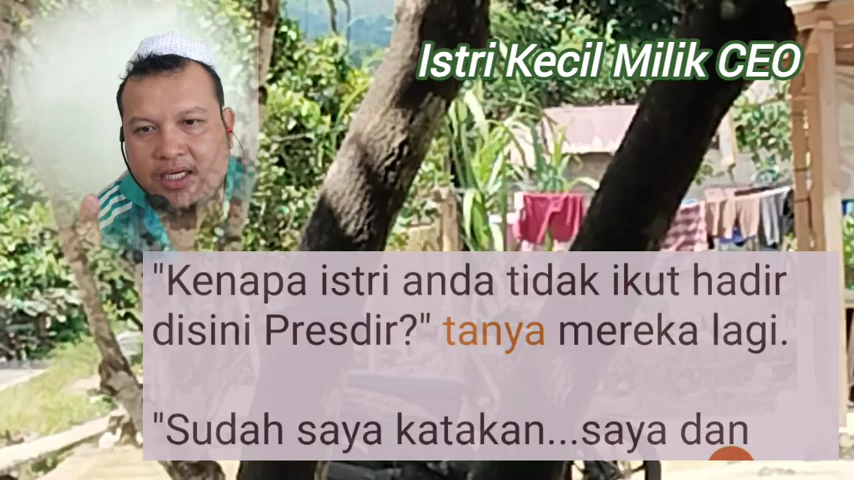 Istri Kecil Milik CEO
"Kenapa istri anda tidak ikut hadir
disini Presdir?" tanya mereka lagi.
"Sudah saya katakan...saya dan